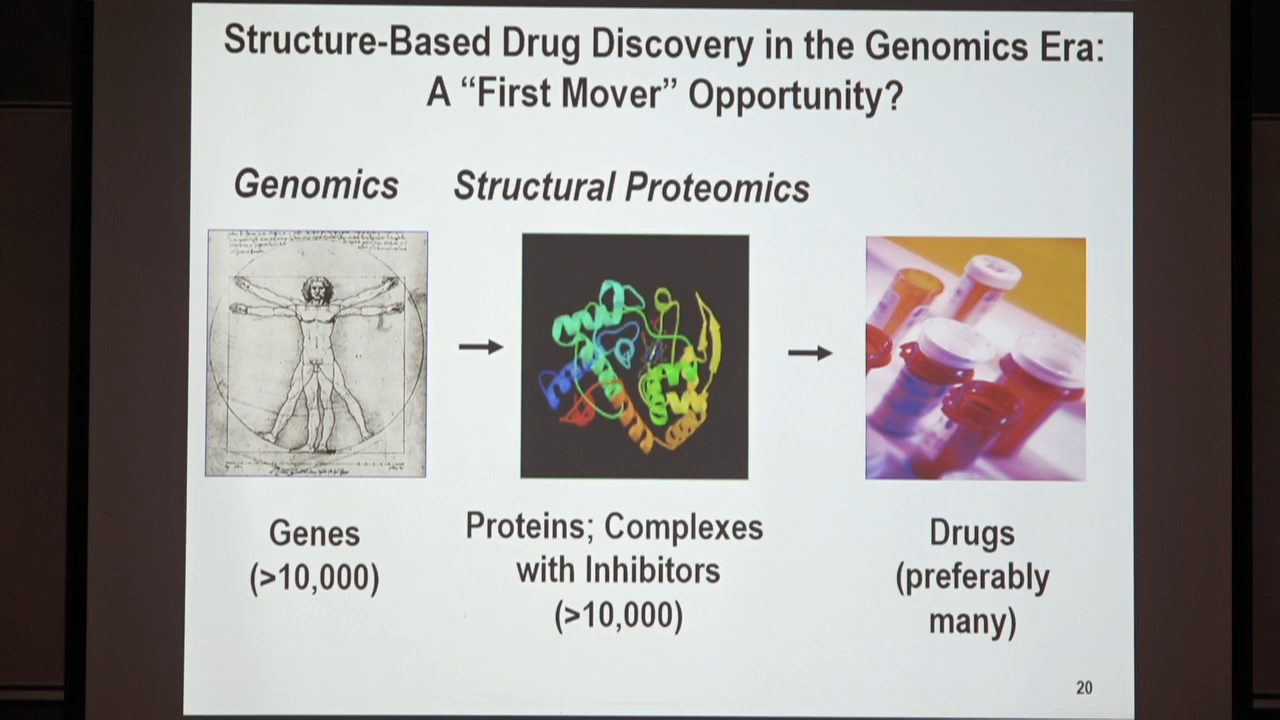 Structure-Based Drug Discovery in the Genomics Era:
A “First Mover” Opportunity?
Genomics
Structural Proteomics
Genes
(>10,000)
Proteins; Complexes
with Inhibitors
(>10,000)
Drugs
(preferably
many)
20